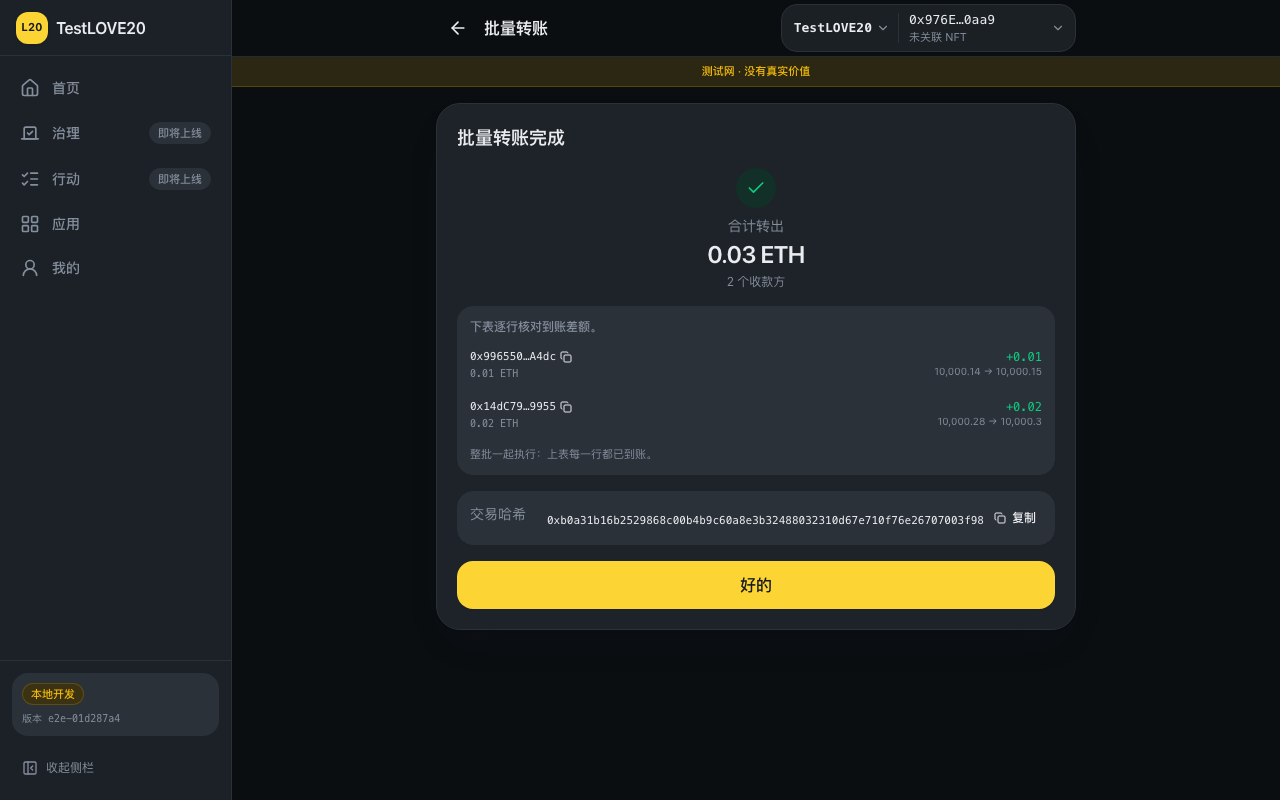 L20 TestLOVE20
首页
治理 即将上线
行动 即将上线
应用
我的
本地开发
版本 e2e-01d287a4
收起侧栏
批量转账
TestLOVE20
0x976E…0aa9
未关联 NFT
测试网 · 没有真实价值
批量转账完成
合计转出
0.03 ETH
2 个收款方
下表逐行核对到账差额。
0x996550…A4dc +0.01
0.01 ETH 10,000.14 → 10,000.15
0x14dC79…9955 +0.02
0.02 ETH 10,000.28 → 10,000.3
整批一起执行：上表每一行都已到账。
交易哈希 0xb0a31b16b2529868c00b4b9c60a8e3b32488032310d67e710f76e26707003f98 复制
好的